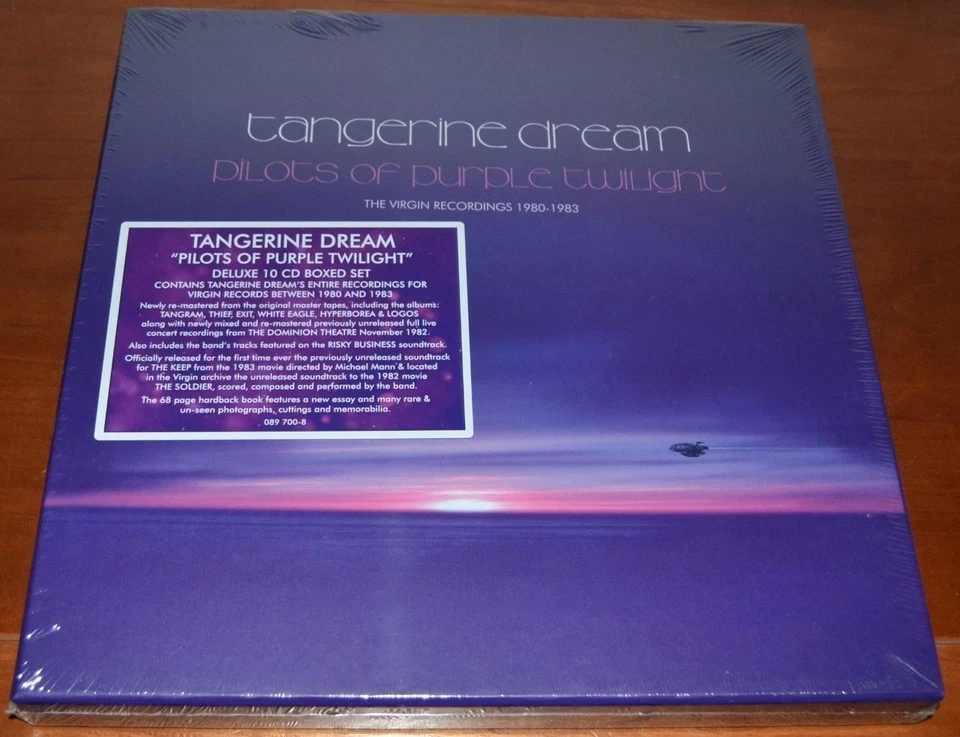 tangerine dream
pilots of purple twilight
THE VIRGIN RECORDINGS 1980-1983
TANGERINE DREAM
"PILOTS OF PURPLE TWILIGHT"
DELUXE 10 CD BOXED SET
CONTAINS TANGERINE DREAM'S ENTIRE RECORDINGS FOR
VIRGIN RECORDS BETWEEN 1980 AND 1983
Newly re-mastered from the original master tapes, including the albums:
TANGRAM, THIEF, EXIT, WHITE EAGLE, HYPERBOREA & LOGOS
along with newly mixed and re-mastered previously unreleased full live
concert recordings from THE DOMINION THEATRE November 1982.
Also includes the band's tracks featured on the RISKY BUSINESS soundtrack.
Officially released for the first time ever the previously unreleased soundtrack
for THE KEEP from the 1983 movie directed by Michael Mann & located
in the Virgin archive the unreleased soundtrack to the 1982 movie
THE SOLDIER, scored, composed and performed by the band.
The 68 page hardback book features a new essay and many rare &
un-seen photographs, cuttings and memorabilia.
089 700-8